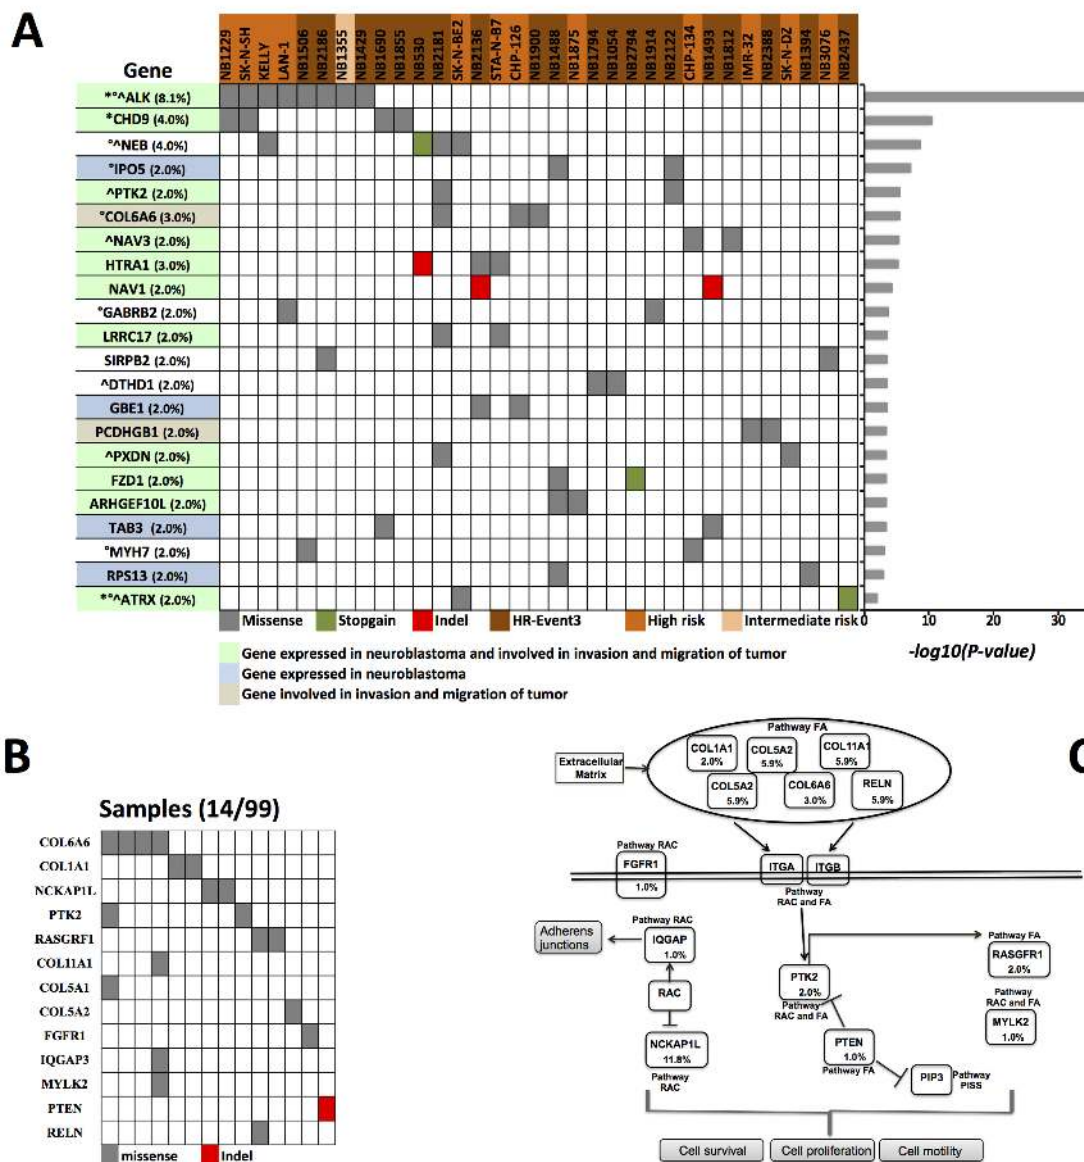 A
Gene
NB1229
SK-N-SH
KELLY
LAN-1
NB1506
NB2186
NB1355
NB1429
NB1690
NB1855
NB530
NB2181
SK-N-BE2
NB2136
STA-N-B7
CHP-126
NB1900
NB1488
NB1875
NB1794
NB1054
NB2794
NB1914
NB2122
CHP-134
NB1493
NB1812
IMR-32
NB2388
SK-N-DZ
NB1394
NB3076
NB2437
*°^ALK (8.1%)
*CHD9 (4.0%)
°^NEB (4.0%)
°IPO5 (2.0%)
^PTK2 (2.0%)
°COL6A6 (3.0%)
^NAV3 (2.0%)
HTRA1 (3.0%)
NAV1 (2.0%)
°GABRB2 (2.0%)
LRRC17 (2.0%)
SIRPB2 (2.0%)
^DTHD1 (2.0%)
GBE1 (2.0%)
PCDHGB1 (2.0%)
^PXDN (2.0%)
FZD1 (2.0%)
ARHGEF10L (2.0%)
TAB3 (2.0%)
°MYH7 (2.0%)
RPS13 (2.0%)
*°^ATRX (2.0%)
Missense Stopgain Indel HR-Event3 High risk Intermediate risk
0 10 20 30
-log10(P-value)
Gene expressed in neuroblastoma and involved in invasion and migration of tumor
Gene expressed in neuroblastoma
Gene involved in invasion and migration of tumor
B
Samples (14/99)
COL6A6
COL1A1
NCKAP1L
PTK2
RASGRF1
COL11A1
COL5A1
COL5A2
FGFR1
IQGAP3
MYLK2
PTEN
RELN
missense Indel
C
Pathway FA
Extracellular
Matrix
COL1A1
2.0%
COL5A2
5.9%
COL11A1
5.9%
COL5A2
5.9%
COL6A6
3.0%
RELN
5.9%
Pathway RAC
FGFR1
1.0%
ITGA
ITGB
Pathway
RAC and FA
Adherens
junctions
Pathway RAC
IQGAP
1.0%
RAC
NCKAP1L
11.8%
Pathway
RAC
PTK2
2.0%
Pathway
RAC and FA
Pathway FA
RASGFR1
2.0%
Pathway
RAC and FA
MYLK2
1.0%
PTEN
1.0%
Pathway FA
PIP3
Pathway
PISS
Cell survival
Cell proliferation
Cell motility